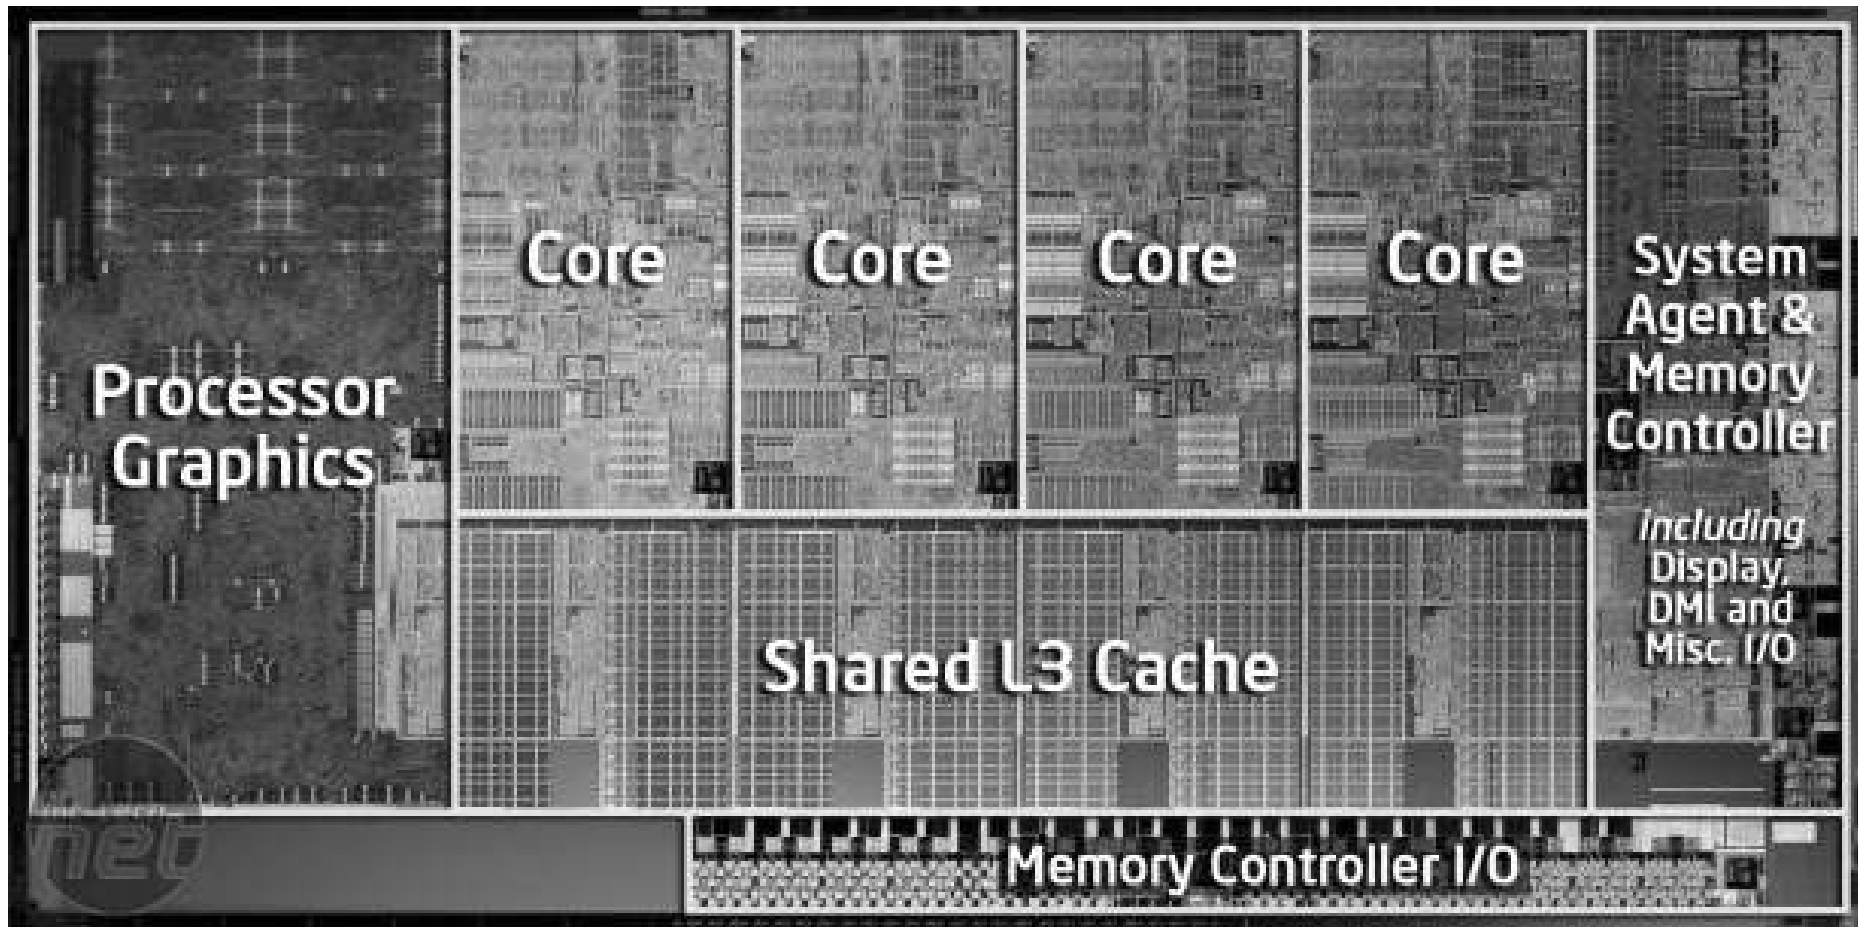 Processor
Graphics
Core
Core
Core
Core
System
Agent &
Memory
Controller
including
Display,
DMI and
Misc. I/O
Shared L3 Cache
Memory Controller I/O
net